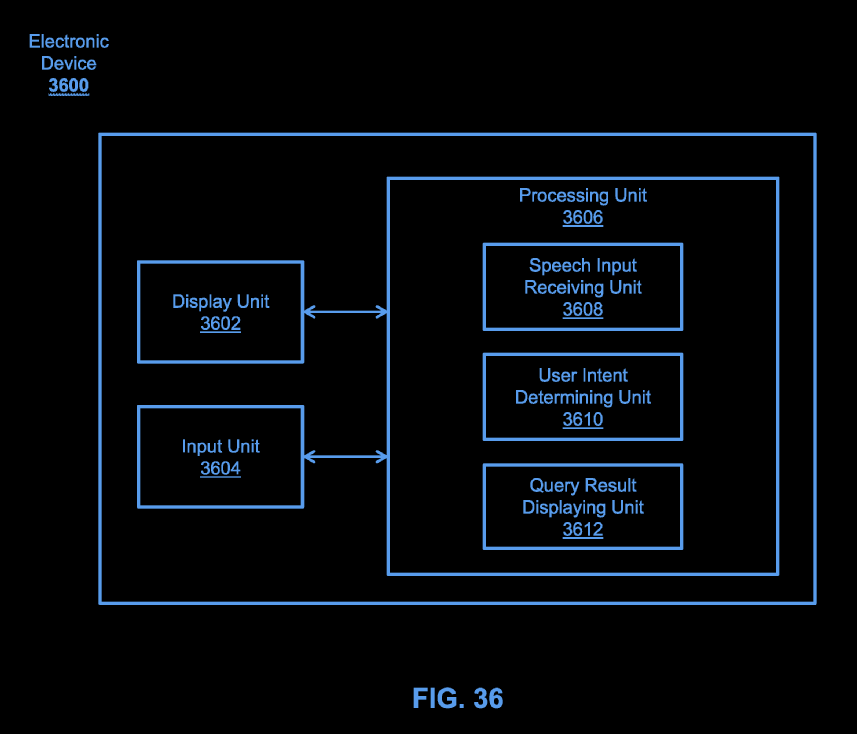 Electronic
Device
3600
Processing Unit
3606
Speech Input
Receiving Unit
3608
Display Unit
3602
User Intent
Determining Unit
3610
Input Unit
3604
Query Result
Displaying Unit
3612
FIG. 36